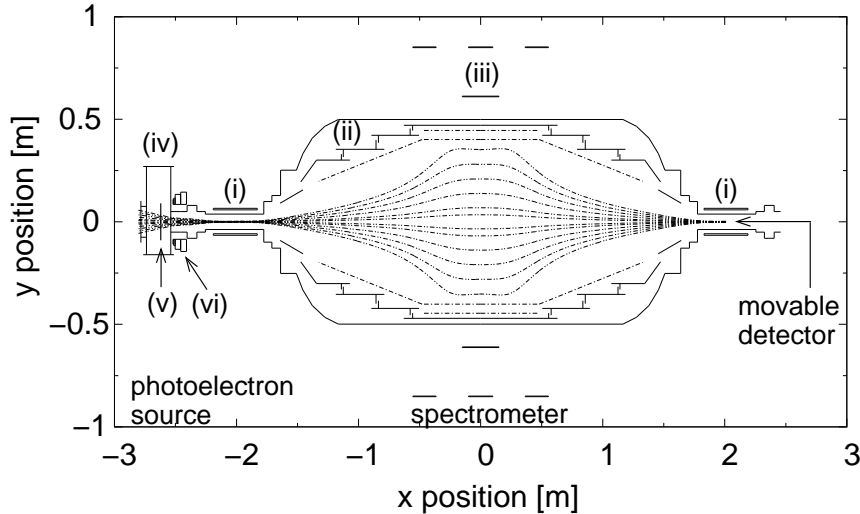 1
(iii)
0.5
(ii)
(iv)
(i)
(i)
0
(v)
(vi)
−0.5
movable
detector
photoelectron
source
spectrometer
−1
−3
−2
−1
0
1
2
3
x position [m]
y position [m]